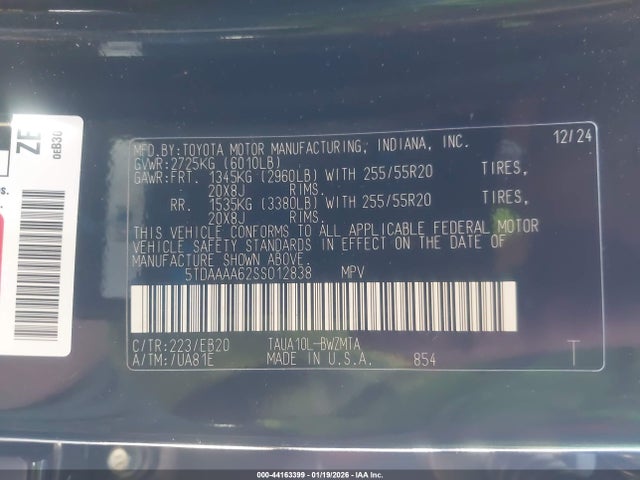 ZE
0EB30
os.
MFD.BY:TOYOTA MOTOR MANUFACTURING, INDIANA, INC. 12/24
GVWR:2725KG (6010LB)
GAWR:FRT. 1345KG (2960LB) WITH 255/55R20 TIRES,
20X8J RIMS.
RR. 1535KG (3380LB) WITH 255/55R20 TIRES,
20X8J RIMS.
THIS VEHICLE CONFORMS TO ALL APPLICABLE FEDERAL MOTOR
VEHICLE SAFETY STANDARDS IN EFFECT ON THE DATE OF
MANUFACTURE SHOWN ABOVE.
5TDAAAA62SS012838 MPV
C/TR:223/EB20 TAUA10L-BWZMTA
A/TM:/UA81E MADE IN U.S.A. 854 T
000-44163399 - 01/19/2026 - IAA Inc.